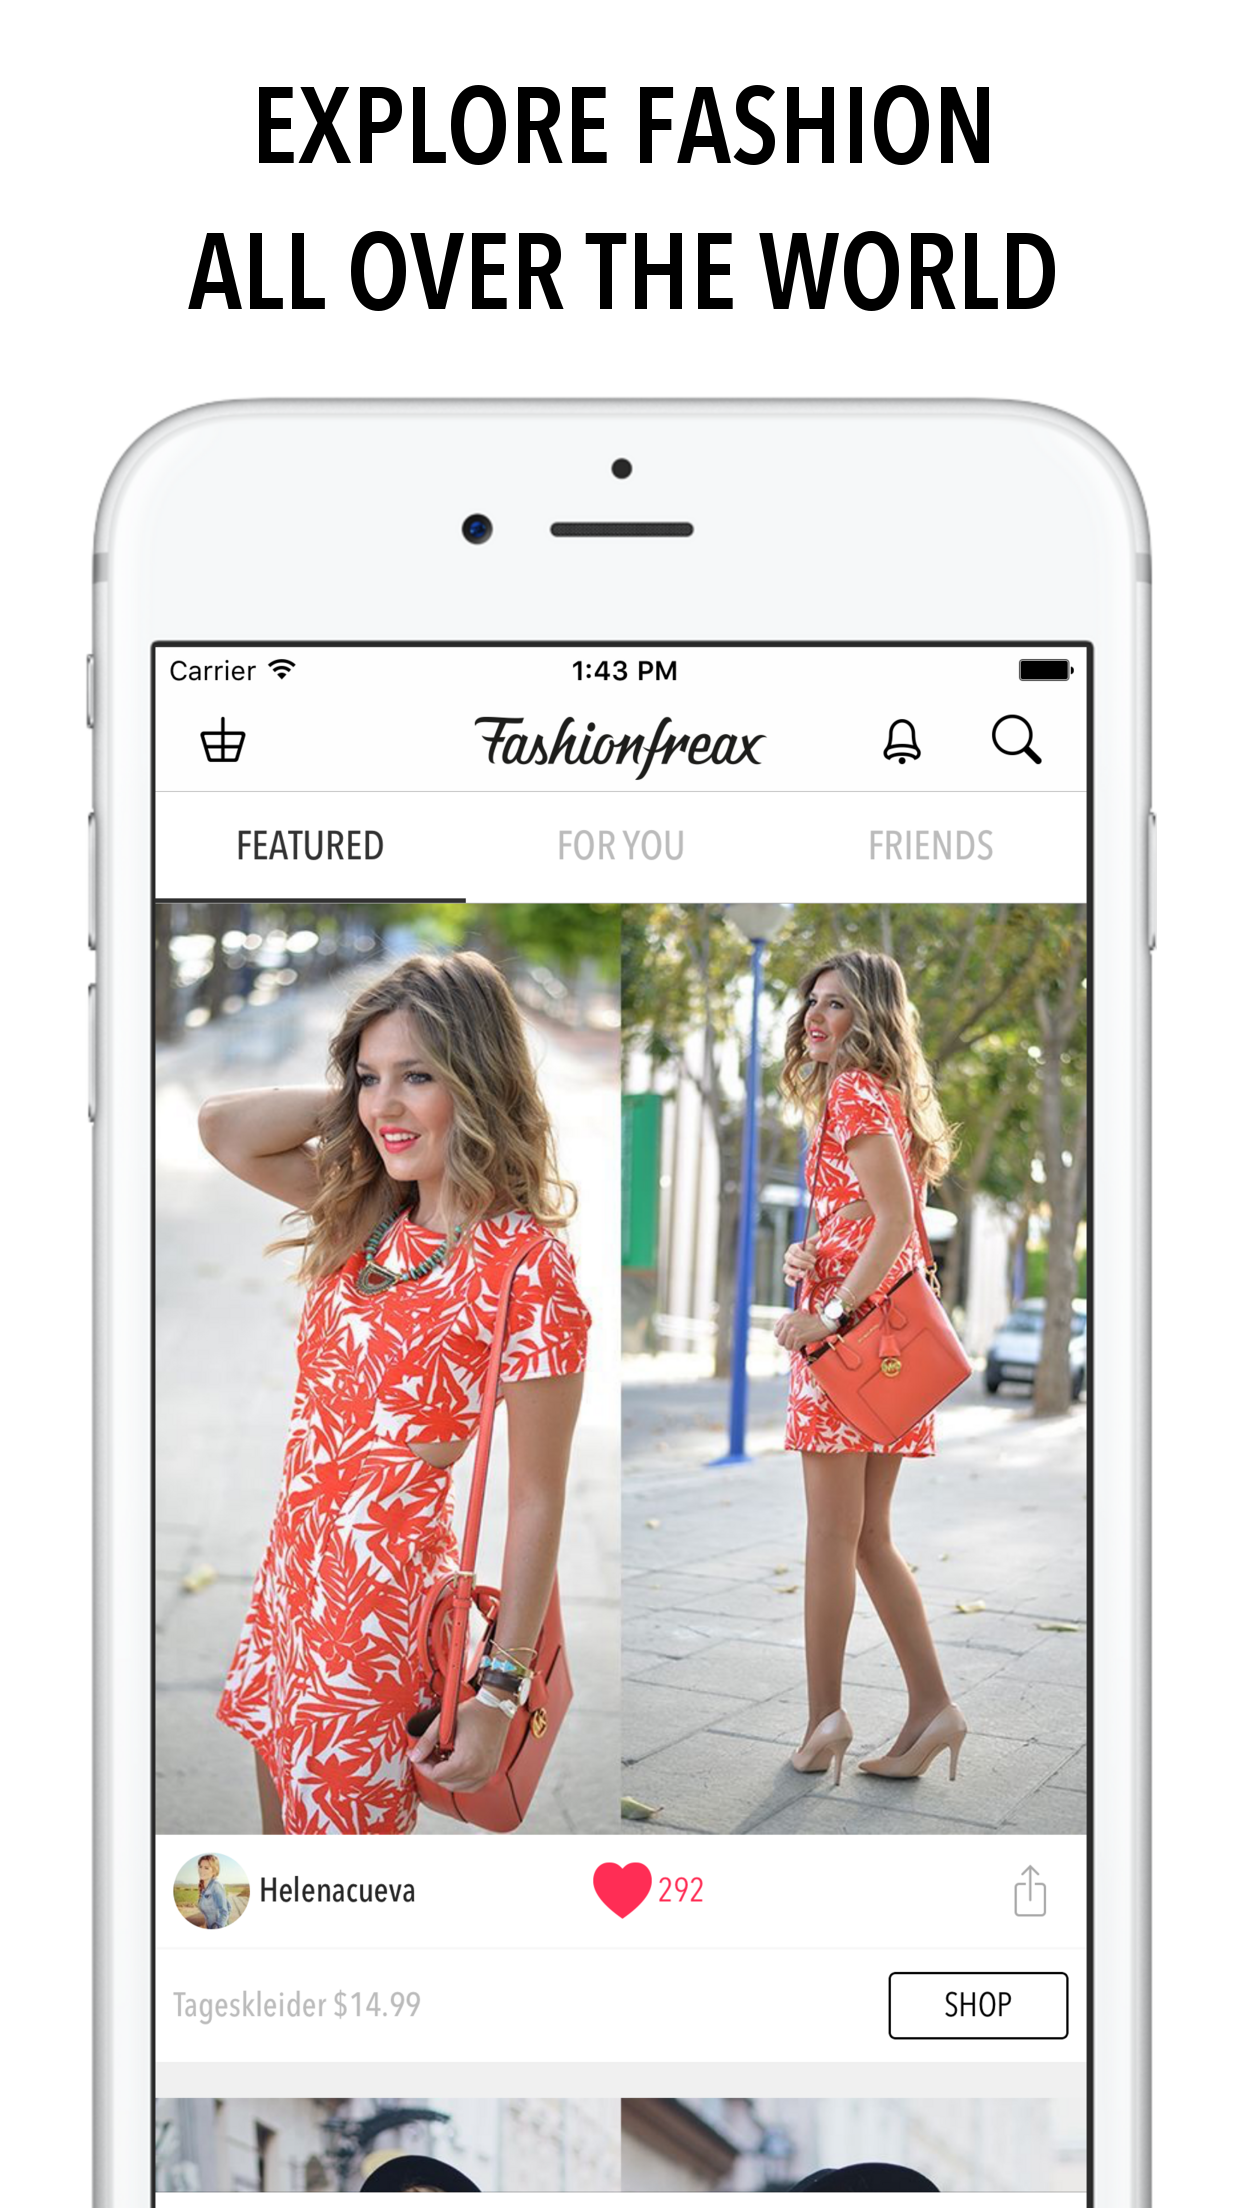 EXPLORE FASHION
ALL OVER THE WORLD
Carrier 1:43 PM
Fashionfreax
FEATURED FOR YOU FRIENDS
Helenacueva 292
Tageskleider $14.99 SHOP